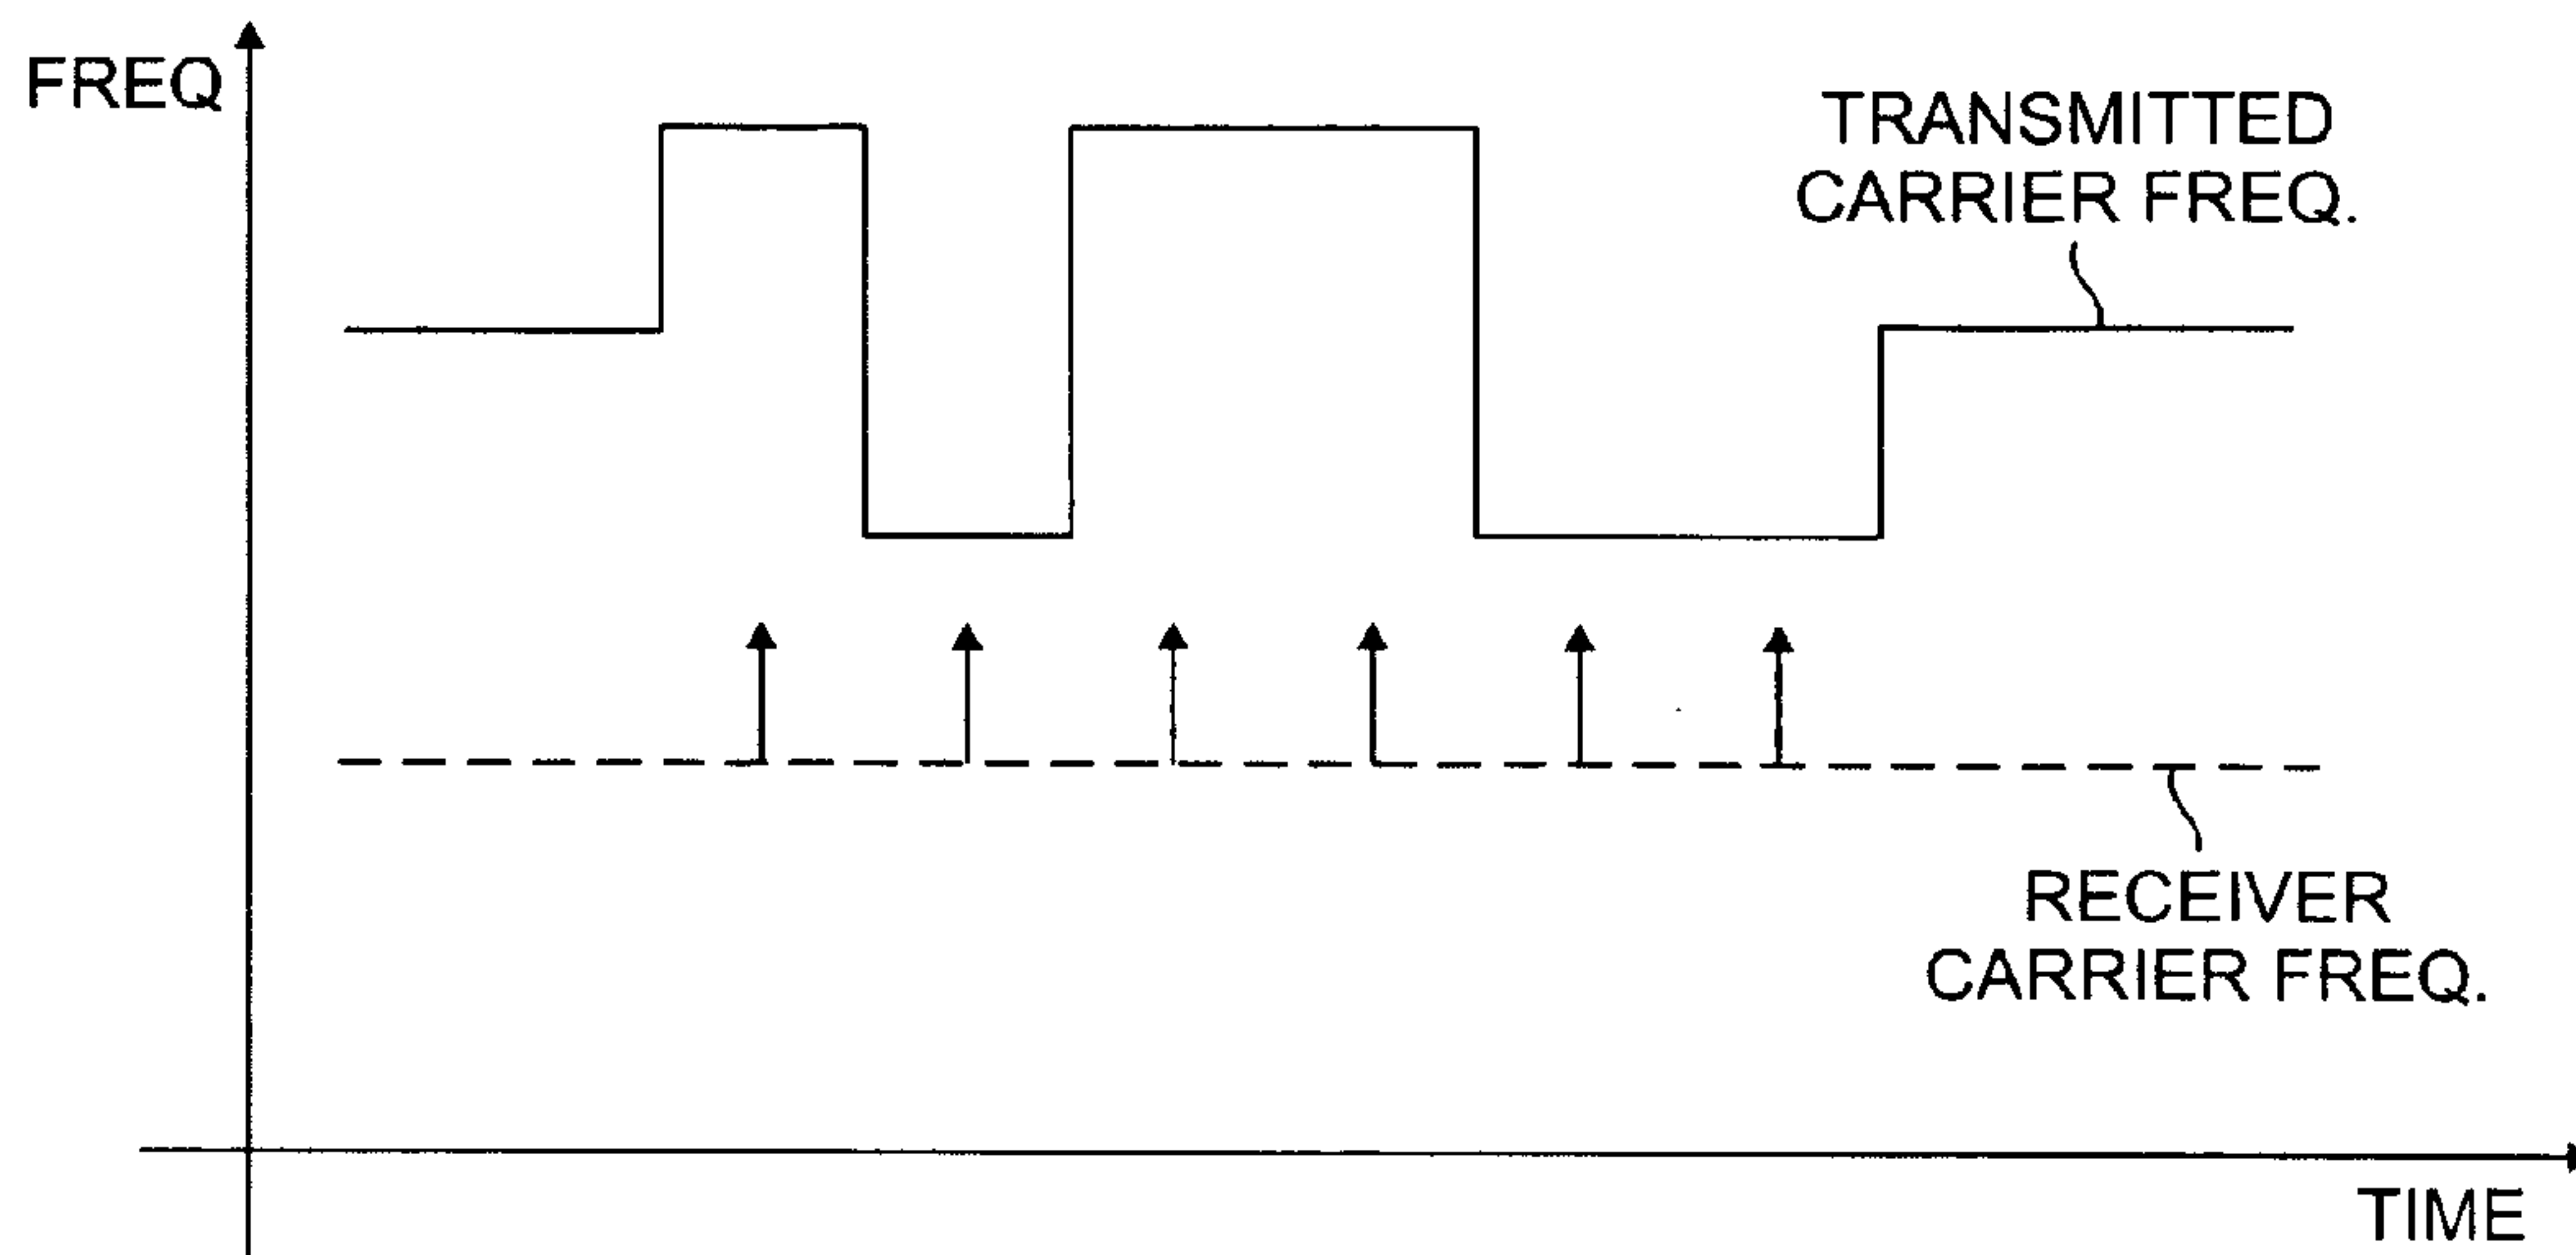 FREQ
TRANSMITTED
CARRIER FREQ.
RECEIVER
CARRIER FREQ.
TIME